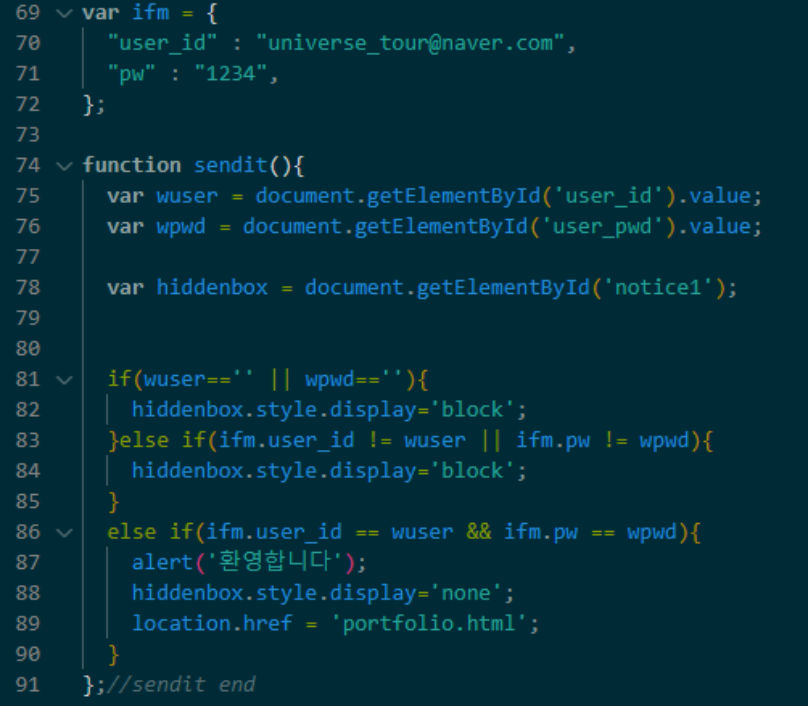 69 var ifm = {
70 "user_id" : "universe_tour@naver.com",
71 "pw" : "1234",
72 };
73
74 function sendit(){
75 var wuser = document.getElementById('user_id').value;
76 var wpwd = document.getElementById('user_pwd').value;
77
78 var hiddenbox = document.getElementById('notice1');
79
80
81 if(wuser=='' || wpwd==''){
82 hiddenbox.style.display='block';
83 }else if(ifm.user_id != wuser || ifm.pw != wpwd){
84 hiddenbox.style.display='block';
85 }
86 else if(ifm.user_id == wuser && ifm.pw == wpwd){
87 alert('환영합니다');
88 hiddenbox.style.display='none';
89 location.href = 'portfolio.html';
90 }
91 };//sendit end